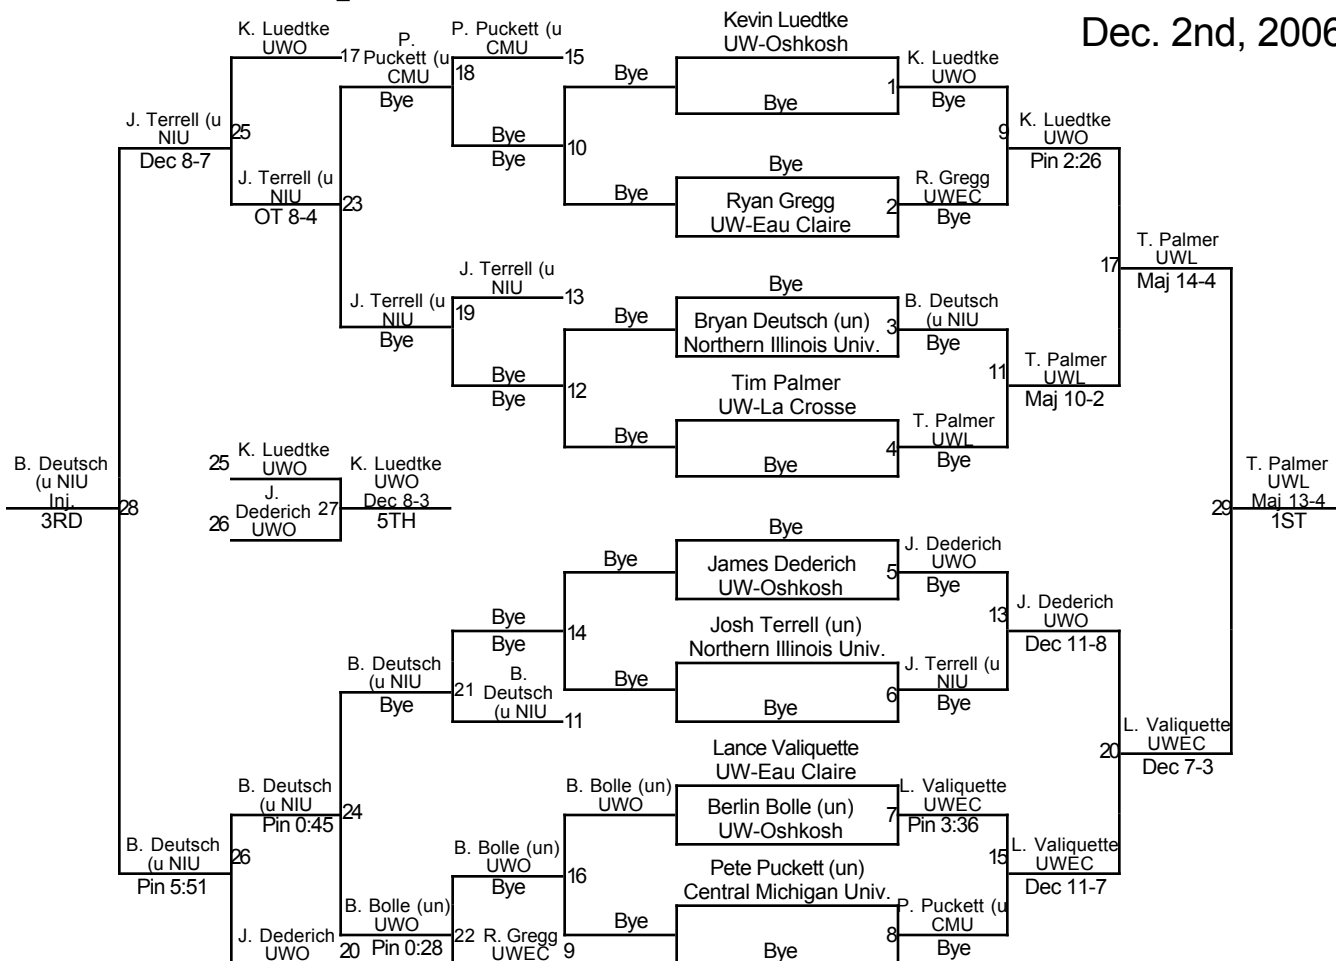 Dec. 2nd, 2006
K. Luedtke
UWO
17
P.
Puckett (u
CMU
Bye
18
P. Puckett (u
CMU
15
Bye
Kevin Luedtke
UW-Oshkosh
Bye
1
K. Luedtke
UWO
Bye
9
K. Luedtke
UWO
Pin 2:26
J. Terrell (u
NIU
Dec 8-7
25
Bye
Bye
10
Bye
Bye
Ryan Gregg
UW-Eau Claire
2
R. Gregg
UWEC
Bye
J. Terrell (u
NIU
OT 8-4
23
17
T. Palmer
UWL
Maj 14-4
J. Terrell (u
NIU
Bye
19
J. Terrell (u
NIU
13
Bye
Bye
Bryan Deutsch (un)
Northern Illinois Univ.
3
B. Deutsch
(u NIU
Bye
11
T. Palmer
UWL
Maj 10-2
Bye
Bye
12
Bye
Tim Palmer
UW-La Crosse
Bye
4
T. Palmer
UWL
Bye
B. Deutsch
(u NIU
Inj.
3RD
28
25
K. Luedtke
UWO
26
J.
Dederich
UWO
27
K. Luedtke
UWO
Dec 8-3
5TH
29
T. Palmer
UWL
Maj 13-4
1ST
Bye
Bye
James Dederich
UW-Oshkosh
5
J. Dederich
UWO
Bye
13
J. Dederich
UWO
Dec 11-8
Bye
Bye
14
Bye
Josh Terrell (un)
Northern Illinois Univ.
Bye
6
J. Terrell (u
NIU
Bye
B. Deutsch
(u NIU
Bye
21
B.
Deutsch
(u NIU
11
20
L. Valiquette
UWEC
Dec 7-3
B. Deutsch
(u NIU
Pin 0:45
24
B. Bolle (un)
UWO
Lance Valiquette
UW-Eau Claire
Berlin Bolle (un)
UW-Oshkosh
7
L. Valiquette
UWEC
Pin 3:36
15
L. Valiquette
UWEC
Dec 11-7
B. Deutsch
(u NIU
Pin 5:51
26
B. Bolle (un)
UWO
Bye
16
Bye
Pete Puckett (un)
Central Michigan Univ.
Bye
8
P. Puckett (u
CMU
Bye
J. Dederich
UWO
20
B. Bolle (un)
UWO
Pin 0:28
22
R. Gregg
UWEC
9